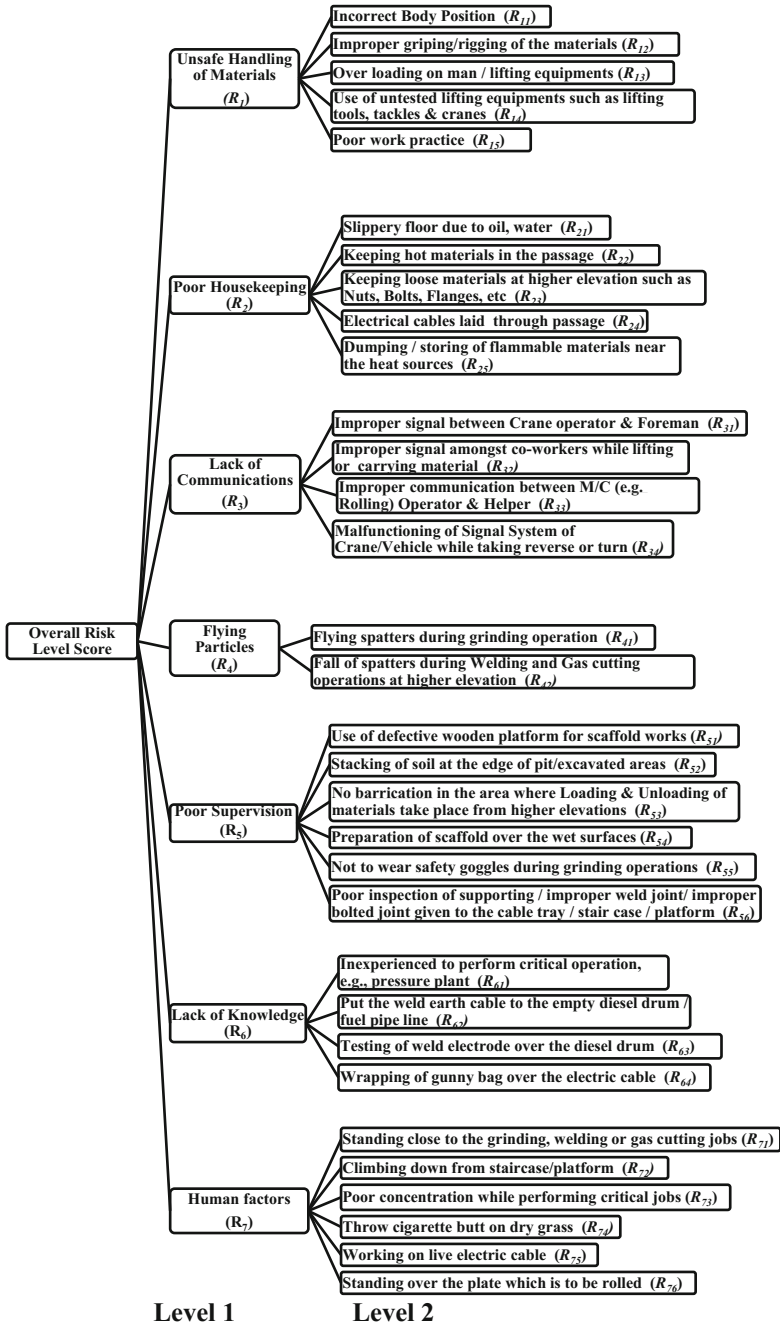 Incorrect Body Position (R11)
Unsafe Handling
of Materials
(R1)
Improper griping/rigging of the materials (R12)
Over loading on man / lifting equipments (R13)
Use of untested lifting equipments such as lifting
tools, tackles & cranes (R14)
Poor work practice (R15)
Slippery floor due to oil, water (R21)
Keeping hot materials in the passage (R22)
Poor Housekeeping
(R2)
Keeping loose materials at higher elevation such as
Nuts, Bolts, Flanges, etc (R23)
Electrical cables laid through passage (R24)
Dumping / storing of flammable materials near
the heat sources (R25)
Improper signal between Crane operator & Foreman (R31)
Lack of
Communications
(R3)
Improper signal amongst co-workers while lifting
or carrying material (R32)
Improper communication between M/C (e.g.
Rolling) Operator & Helper (R33)
Malfunctioning of Signal System of
Crane/Vehicle while taking reverse or turn (R34)
Overall Risk
Level Score
Flying
Particles
(R4)
Flying spatters during grinding operation (R41)
Fall of spatters during Welding and Gas cutting
operations at higher elevation (R42)
Use of defective wooden platform for scaffold works (R51)
Stacking of soil at the edge of pit/excavated areas (R52)
Poor Supervision
(R5)
No barrication in the area where Loading & Unloading of
materials take place from higher elevations (R53)
Preparation of scaffold over the wet surfaces (R54)
Not to wear safety goggles during grinding operations (R55)
Poor inspection of supporting / improper weld joint/ improper
bolted joint given to the cable tray / stair case / platform (R56)
Inexperienced to perform critical operation,
e.g., pressure plant (R61)
Lack of Knowledge
(R6)
Put the weld earth cable to the empty diesel drum /
fuel pipe line (R62)
Testing of weld electrode over the diesel drum (R63)
Wrapping of gunny bag over the electric cable (R64)
Standing close to the grinding, welding or gas cutting jobs (R71)
Climbing down from staircase/platform (R72)
Human factors
(R7)
Poor concentration while performing critical jobs (R73)
Throw cigarette butt on dry grass (R74)
Working on live electric cable (R75)
Standing over the plate which is to be rolled (R76)
Level 1
Level 2